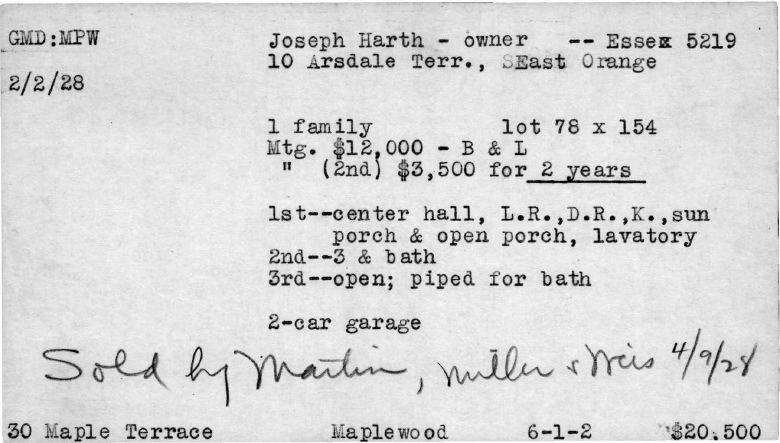 GMD:MPW Joseph Harth - owner -- Essex 5219
10 Arsdale Terr., East Orange
2/2/28
1 family lot 78 x 154
Mtg. $12,000 - B & L
" (2nd) $3,500 for 2 years
1st--center hall, L.R.,D.R.,K.,sun
porch & open porch, lavatory
2nd--3 & bath
3rd--open; piped for bath
2-car garage
Sold by Martin, Miller & Weis 4/9/28
30 Maple Terrace Maplewood 6-1-2 $20,500